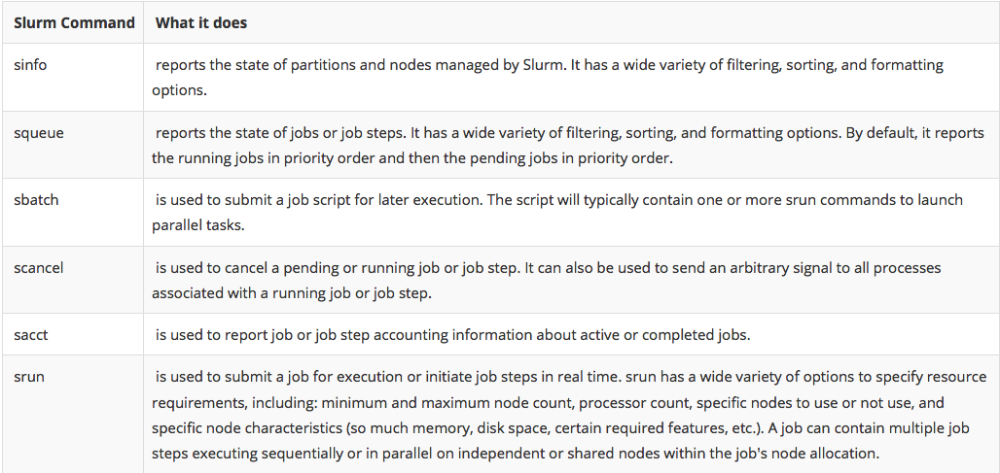 Slurm Command What it does
sinfo reports the state of partitions and nodes managed by Slurm. It has a wide variety of filtering, sorting, and formatting
options.
squeue reports the state of jobs or job steps. It has a wide variety of filtering, sorting, and formatting options. By default, it reports
the running jobs in priority order and then the pending jobs in priority order.
sbatch is used to submit a job script for later execution. The script will typically contain one or more srun commands to launch
parallel tasks.
scancel is used to cancel a pending or running job or job step. It can also be used to send an arbitrary signal to all processes
associated with a running job or job step.
sacct is used to report job or job step accounting information about active or completed jobs.
srun is used to submit a job for execution or initiate job steps in real time. srun has a wide variety of options to specify resource
requirements, including: minimum and maximum node count, processor count, specific nodes to use or not use, and
specific node characteristics (so much memory, disk space, certain required features, etc.). A job can contain multiple job
steps executing sequentially or in parallel on independent or shared nodes within the job's node allocation.